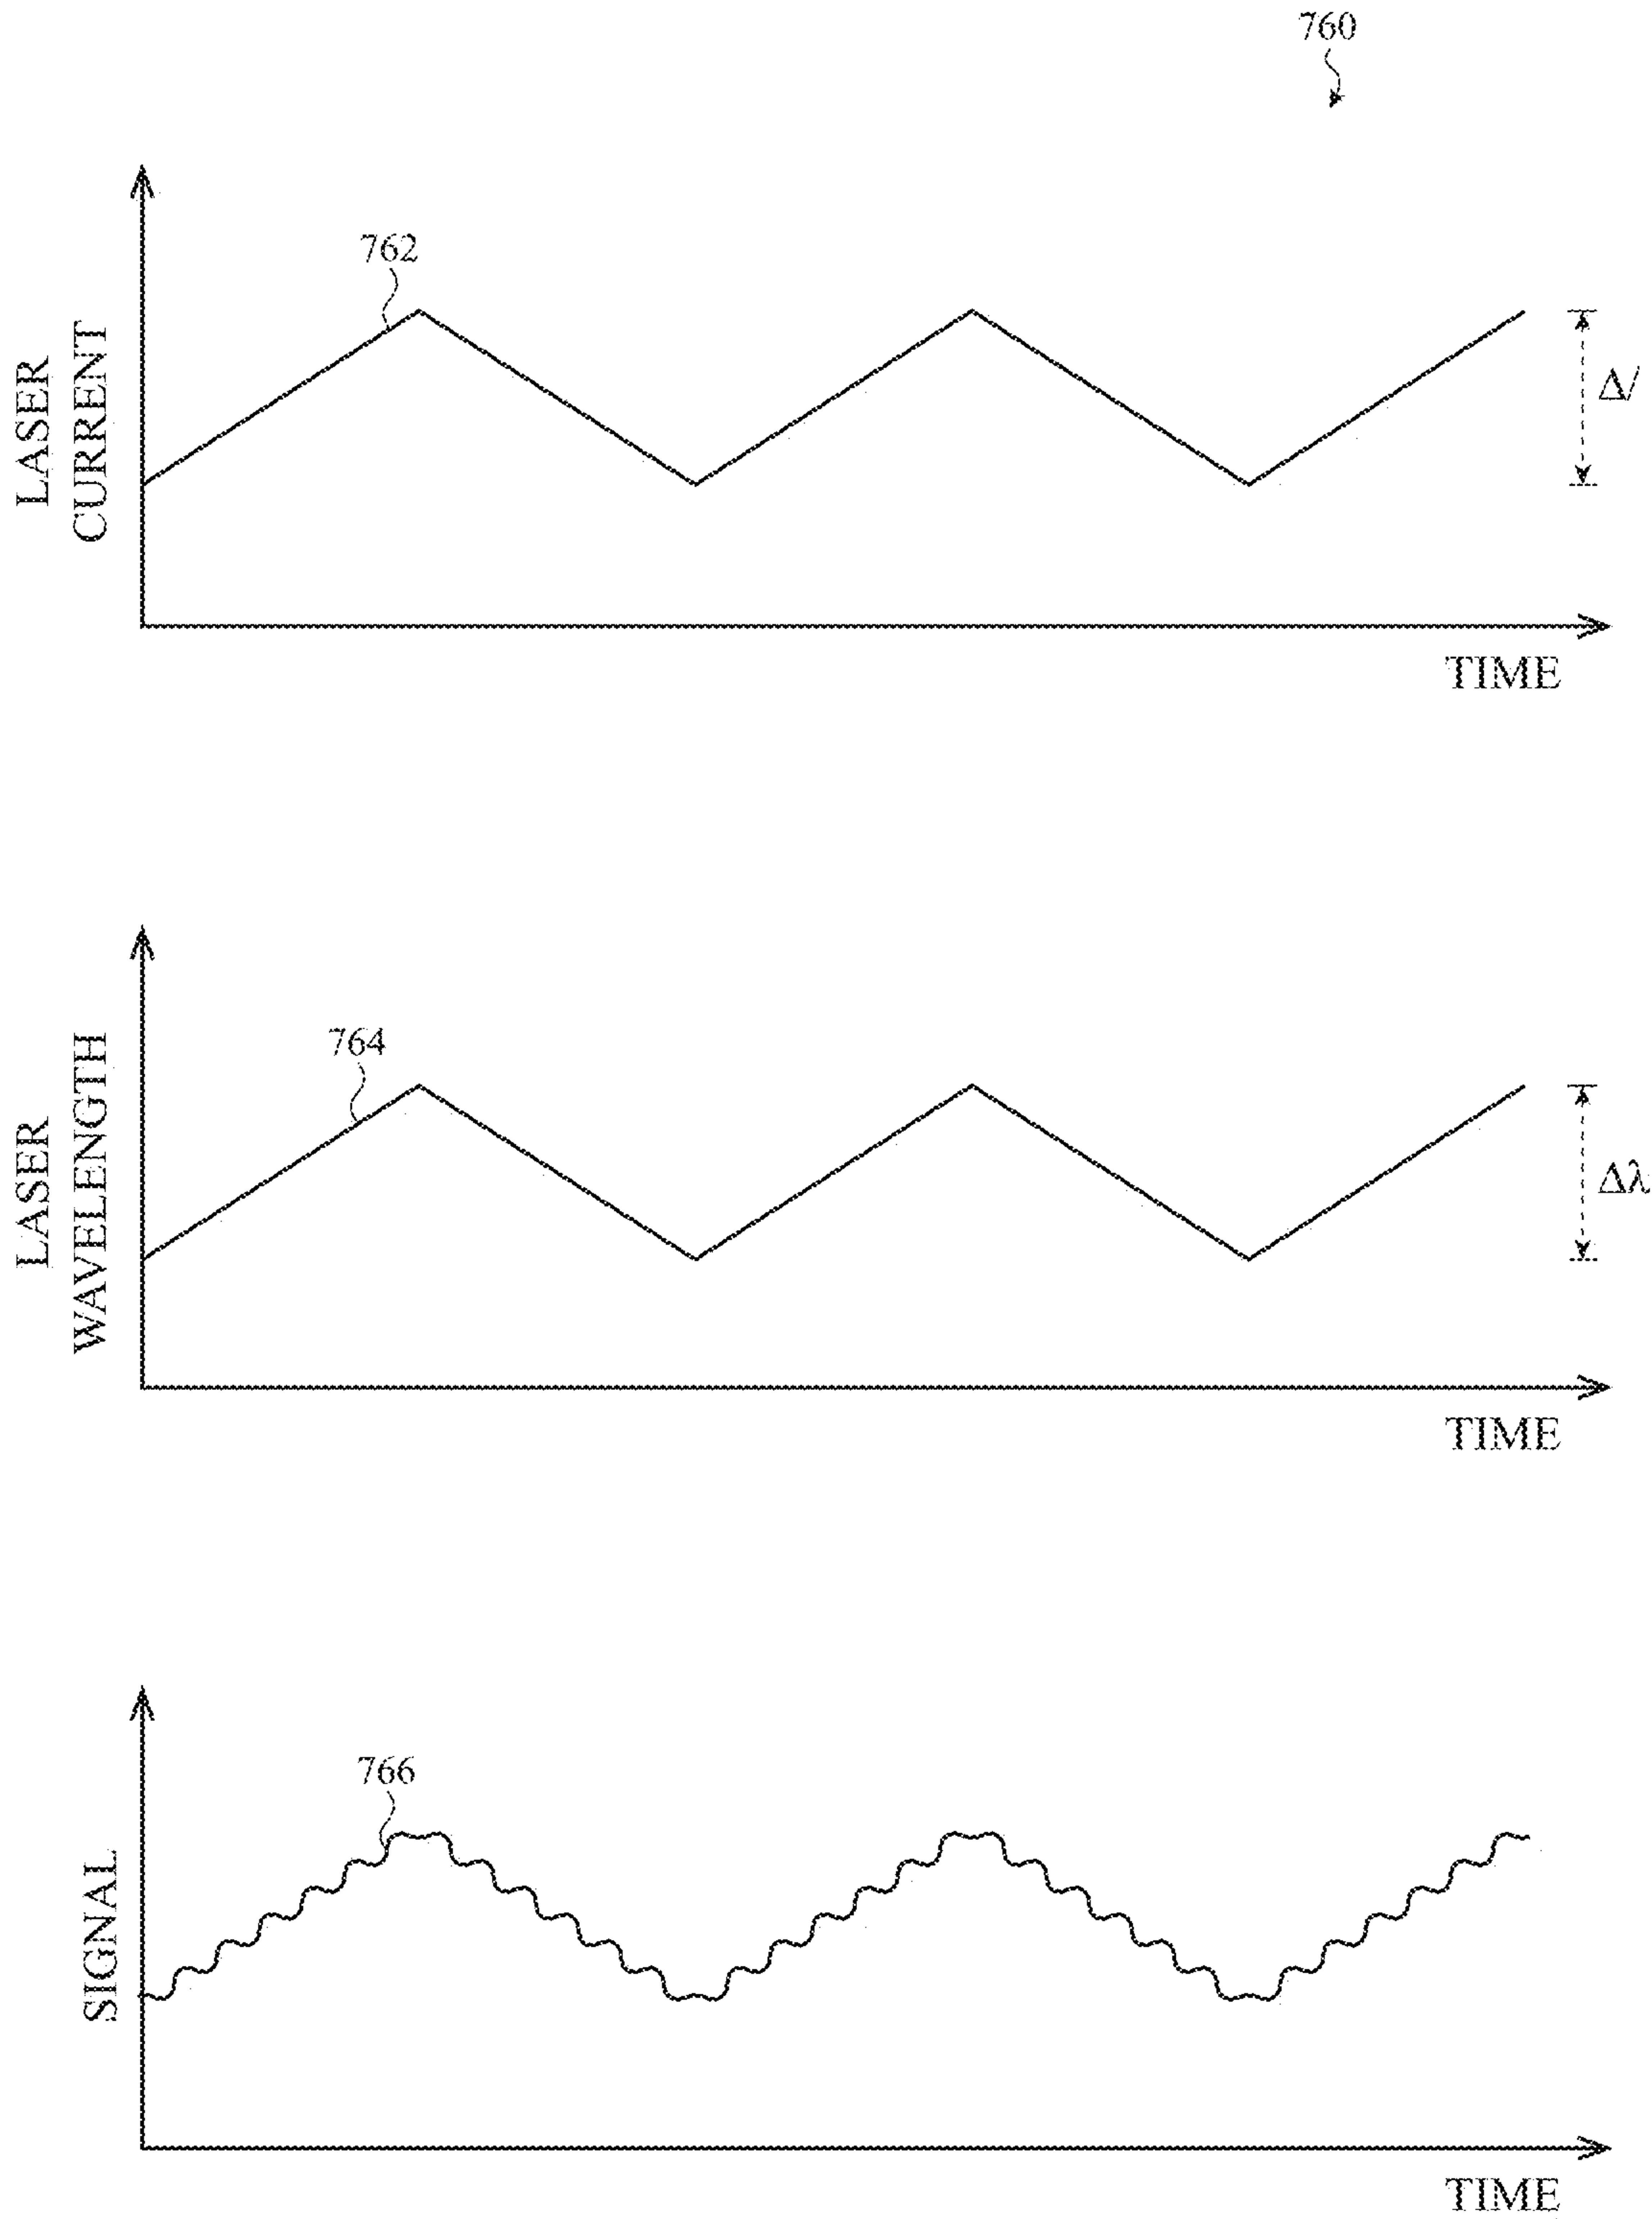 760
762
LASER
CURRENT
ΔI
TIME
764
LASER
WAVELENGTH
Δλ
TIME
766
SIGNAL
TIME